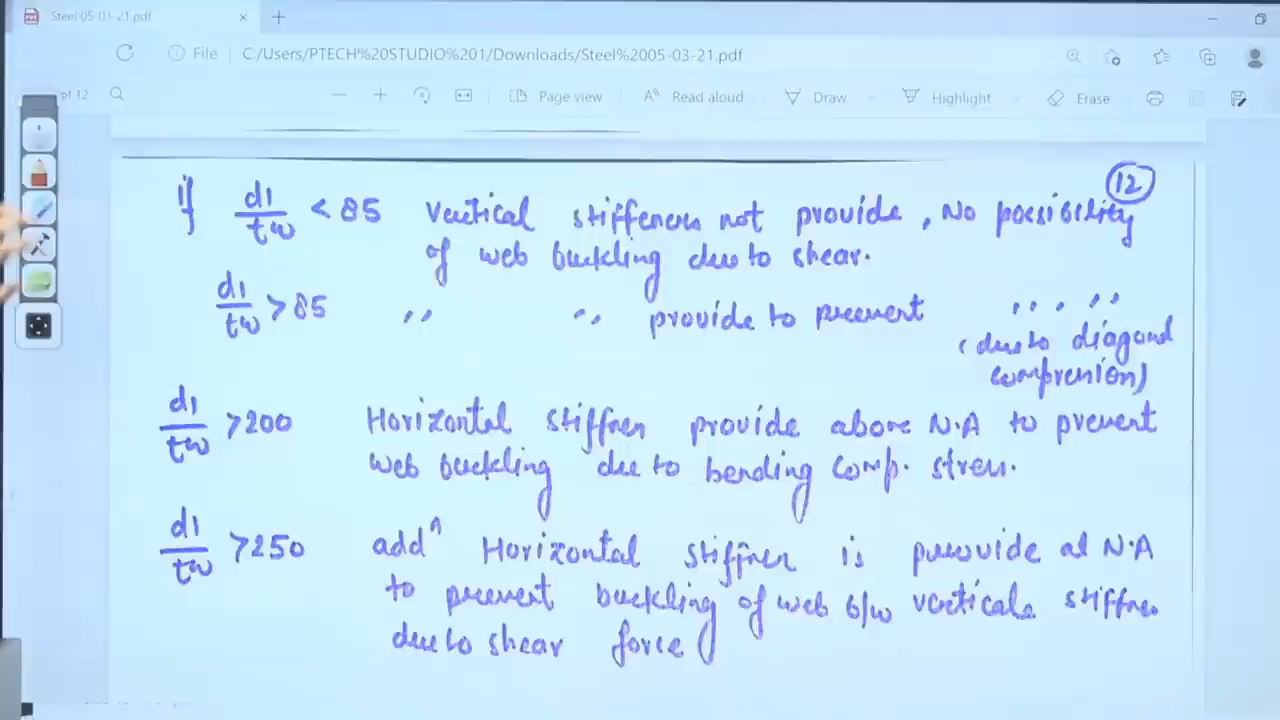 Steel-05-03-21.pdf
File C:/Users/PTECH%20STUDIO%201/Downloads/Steel%2005-03-21.pdf
of 12 Page view Read aloud Draw Highlight Erase
12
if d1/tw < 85 Vertical stiffeners not provide, No possibility
of web buckling due to shear.
d1/tw > 85 ,, ,, provide to prevent ,, ,,
(due to diagonal
compression)
d1/tw > 200 Horizontal stiffner provide above N.A to prevent
web buckling due to bending comp. stress.
d1/tw > 250 addⁿ Horizontal stiffner is provide at N.A
to prevent buckling of web b/w verticals stiffner
due to shear force